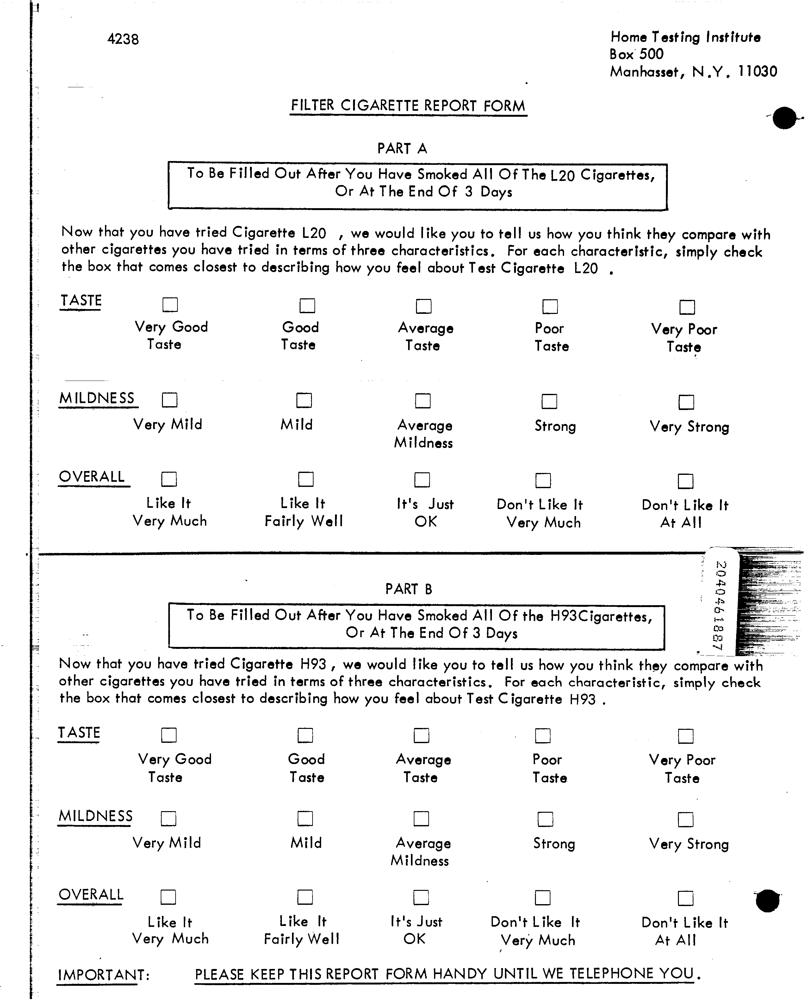 4238
Home Testing Institute
Box 500
Manhasset, N.Y. 11030
FILTER CIGARETTE REPORT FORM
PART A
To Be Filled Out After You Have Smoked All Of The L20 Cigarettes,
Or At The End Of 3 Days
Now that you have tried Cigarette L20 , we would like you to tell us how you think they compare with
other cigarettes you have tried in terms of three characteristics. For each characteristic, simply check
the box that comes closest to describing how you feel about Test Cigarette L20 .
TASTE
Very Good Good Average Poor Very Poor
Taste Taste Taste Taste Taste
MILDNESS
Very Mild Mild Average Strong Very Strong
Mildness
OVERALL
Like It Like It It's Just Don't Like It Don't Like It
Very Much Fairly Well OK Very Much At All
2040461887
PART B
To Be Filled Out After You Have Smoked All Of the H93Cigarettes,
Or At The End Of 3 Days
Now that you have tried Cigarette H93 , we would like you to tell us how you think they compare with
other cigarettes you have tried in terms of three characteristics. For each characteristic, simply check
the box that comes closest to describing how you feel about Test Cigarette H93 .
TASTE
Very Good Good Average Poor Very Poor
Taste Taste Taste Taste Taste
MILDNESS
Very Mild Mild Average Strong Very Strong
Mildness
OVERALL
Like It Like It It's Just Don't Like It Don't Like It
Very Much Fairly Well OK Very Much At All
IMPORTANT: PLEASE KEEP THIS REPORT FORM HANDY UNTIL WE TELEPHONE YOU.